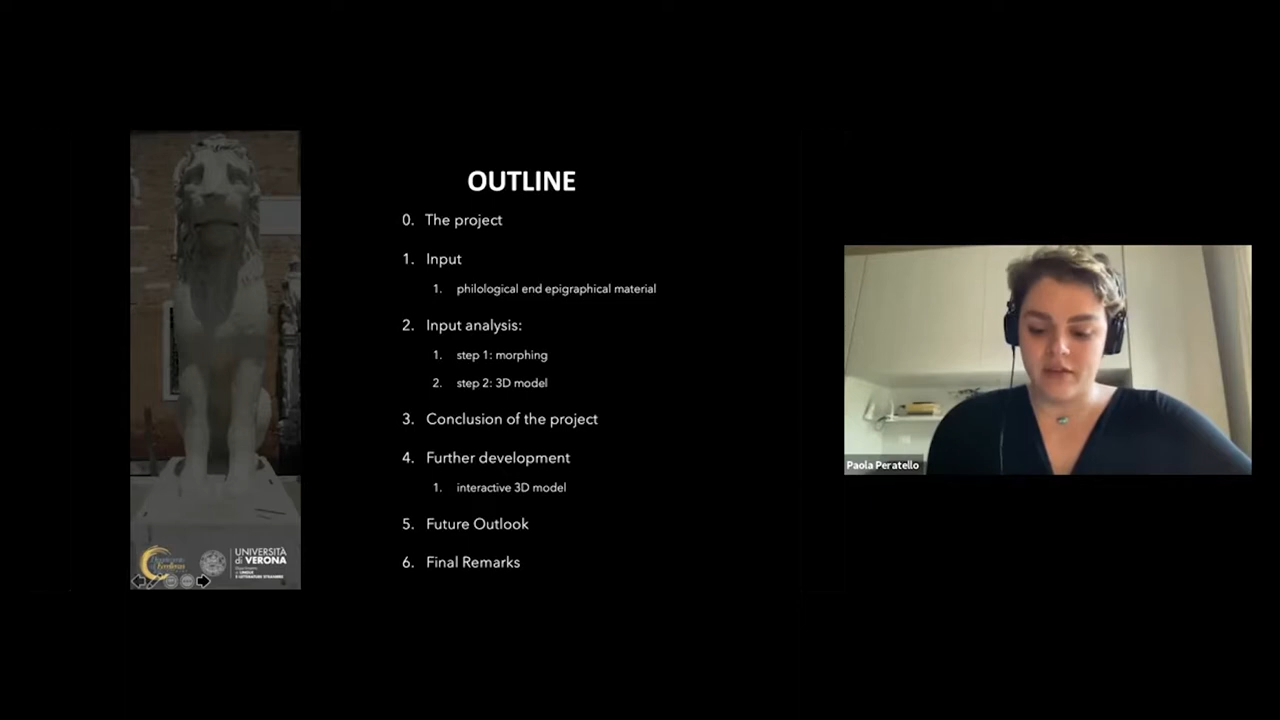 OUTLINE
0. The project
1. Input
1. philological end epigraphical material
2. Input analysis:
1. step 1: morphing
2. step 2: 3D model
3. Conclusion of the project
4. Further development
1. interactive 3D model
5. Future Outlook
6. Final Remarks
UNIVERSITÀ
di VERONA
Paola Peratello